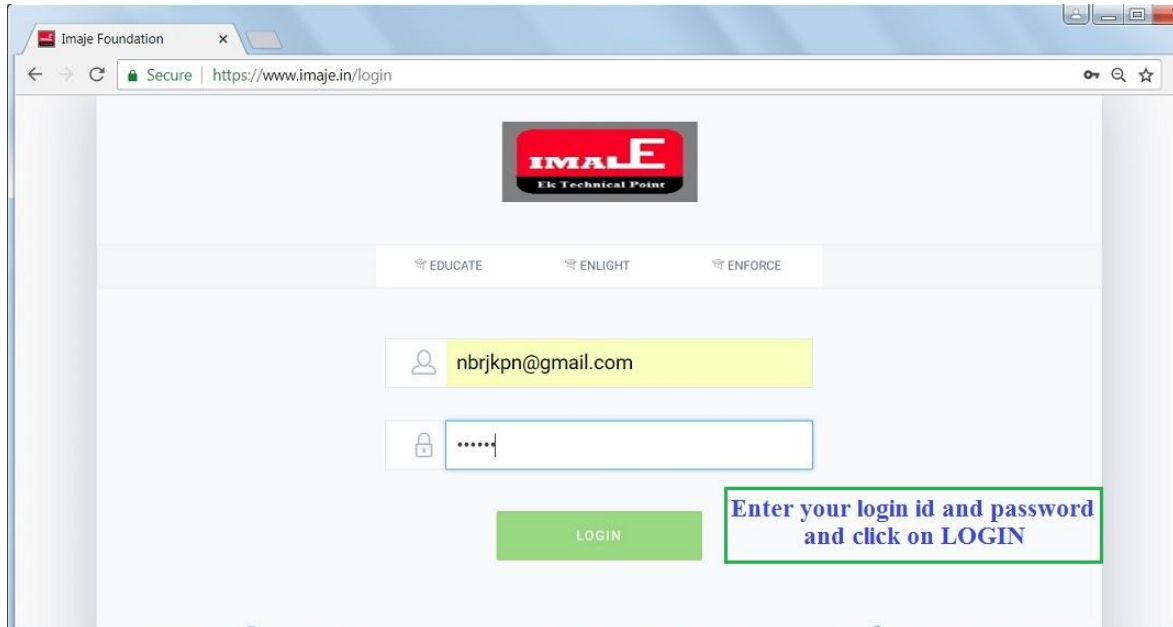 Imaje Foundation
Secure | https://www.imaje.in/login
IMAJE
Ek Technical Point
EDUCATE ENLIGHT ENFORCE
nbrjkpn@gmail.com
••••••
LOGIN
Enter your login id and password
and click on LOGIN